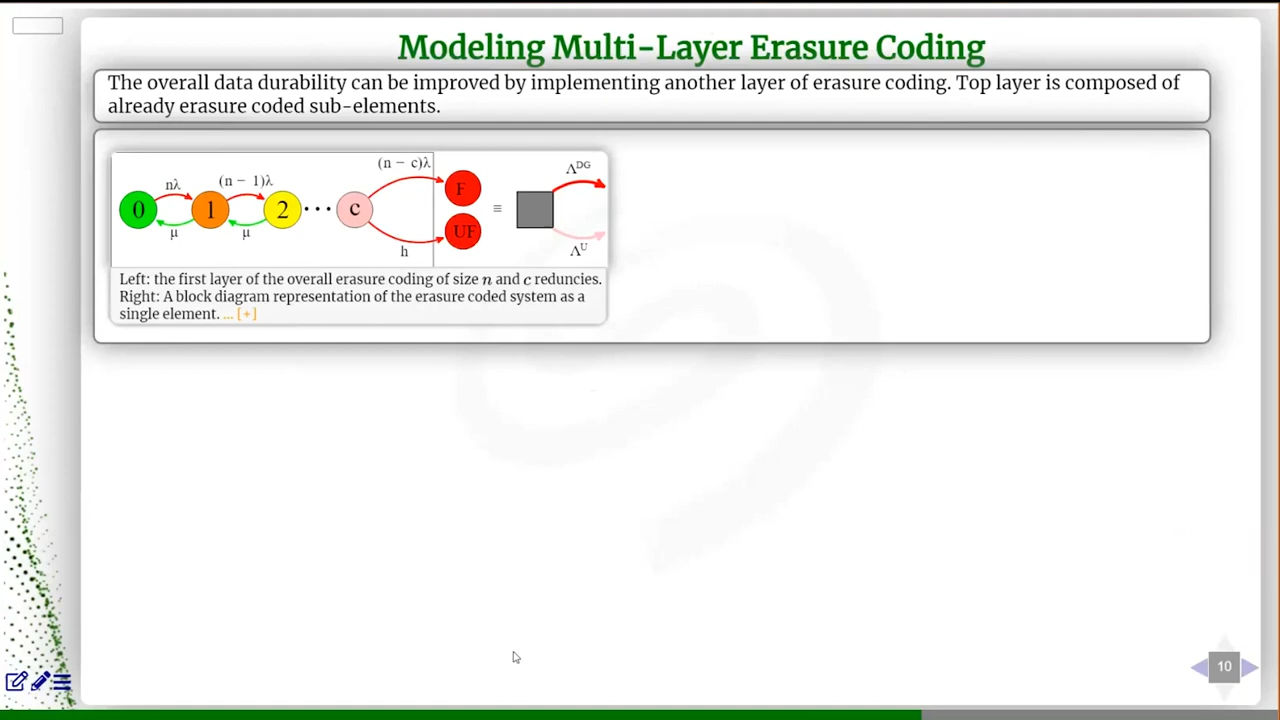 Modeling Multi-Layer Erasure Coding
The overall data durability can be improved by implementing another layer of erasure coding. Top layer is composed of
already erasure coded sub-elements.
nλ
(n − 1)λ
(n − c)λ
Λᴰᴳ
0
1
2
···
c
F
UF
≡
μ
μ
h
Λᵁ
Left: the first layer of the overall erasure coding of size n and c reduncies.
Right: A block diagram representation of the erasure coded system as a
single element. ... [+]
10